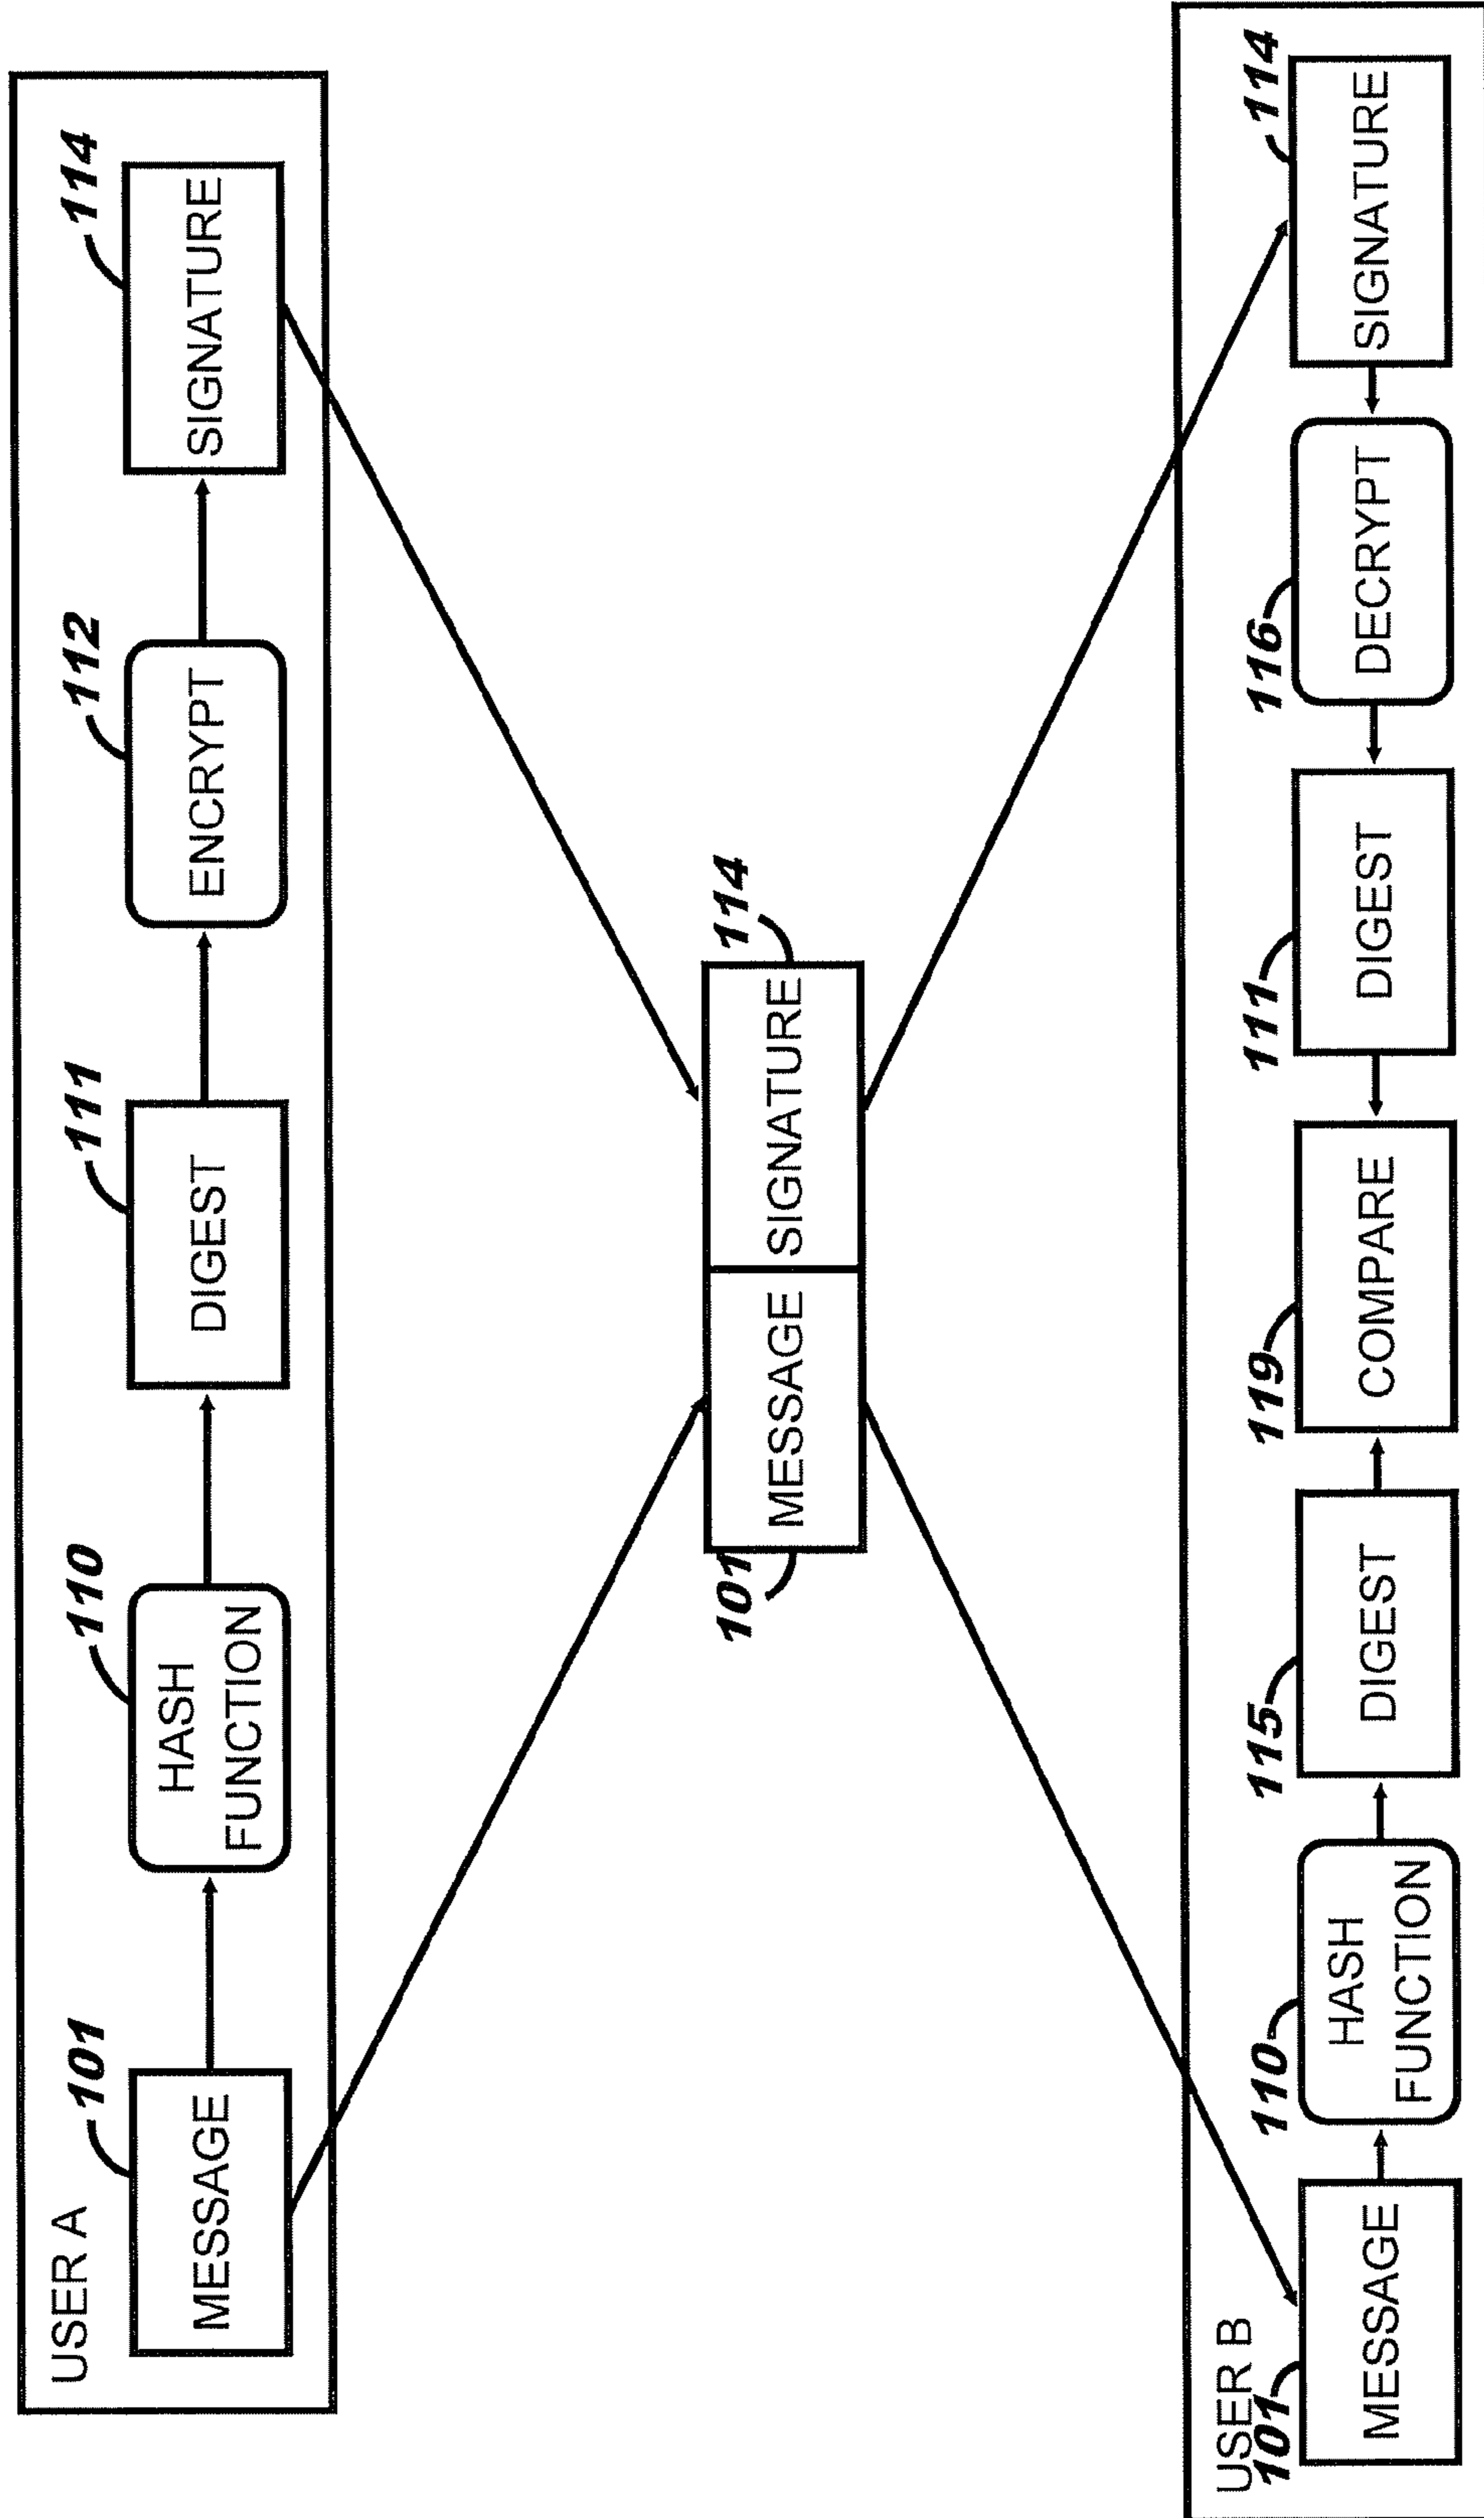 USER A
101
110
111
112
114
MESSAGE
HASH
FUNCTION
DIGEST
ENCRYPT
SIGNATURE
101
114
MESSAGE
SIGNATURE
USER B
101
110
115
119
111
116
114
MESSAGE
HASH
FUNCTION
DIGEST
COMPARE
DIGEST
DECRYPT
SIGNATURE